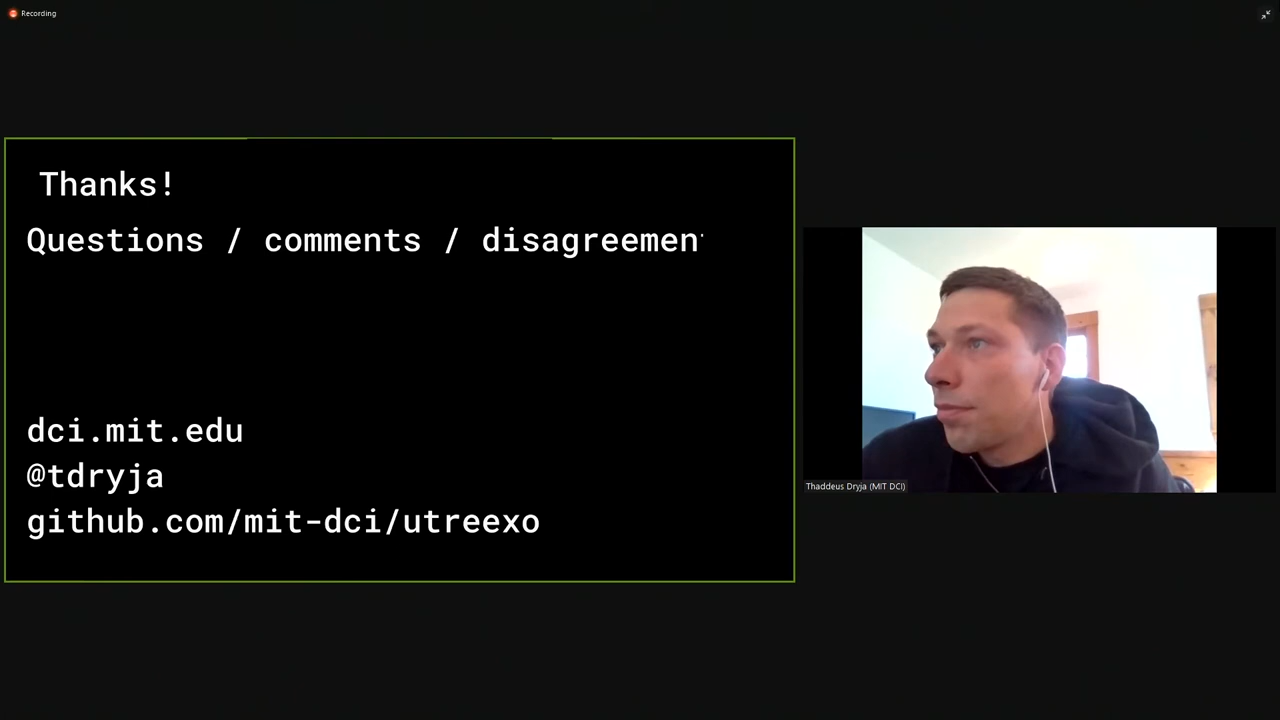 Recording
Thanks!
Questions / comments / disagreemen
dci.mit.edu
@tdryja
github.com/mit-dci/utreexo
Thaddeus Dryja (MIT DCI)